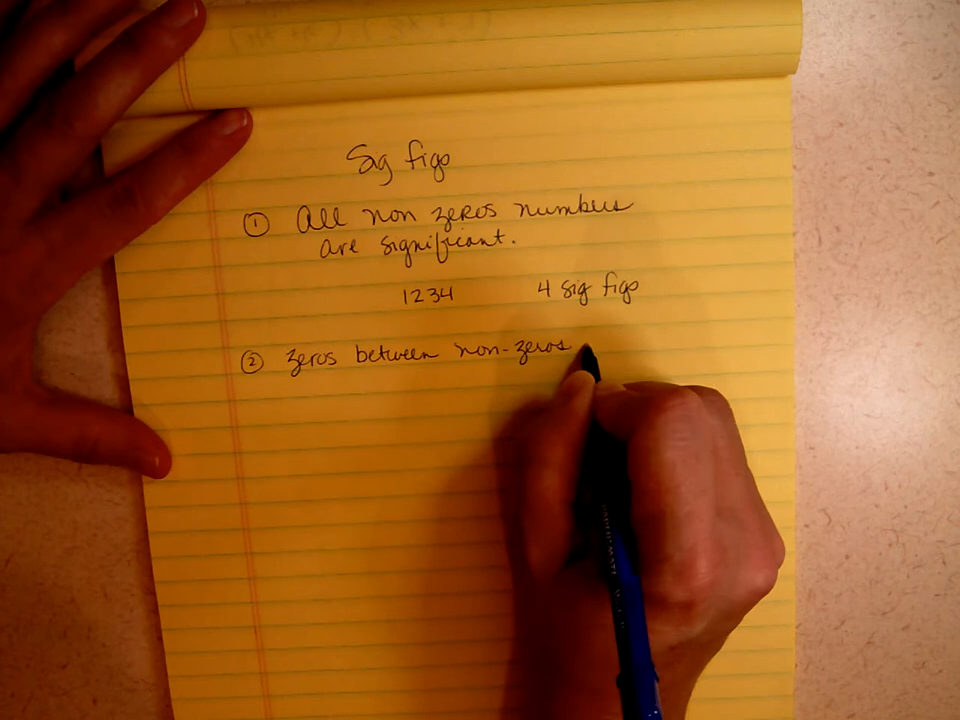 Sig figs
① All non zeros numbers
are significant.
1234 4 sig figs
② zeros between non-zeros